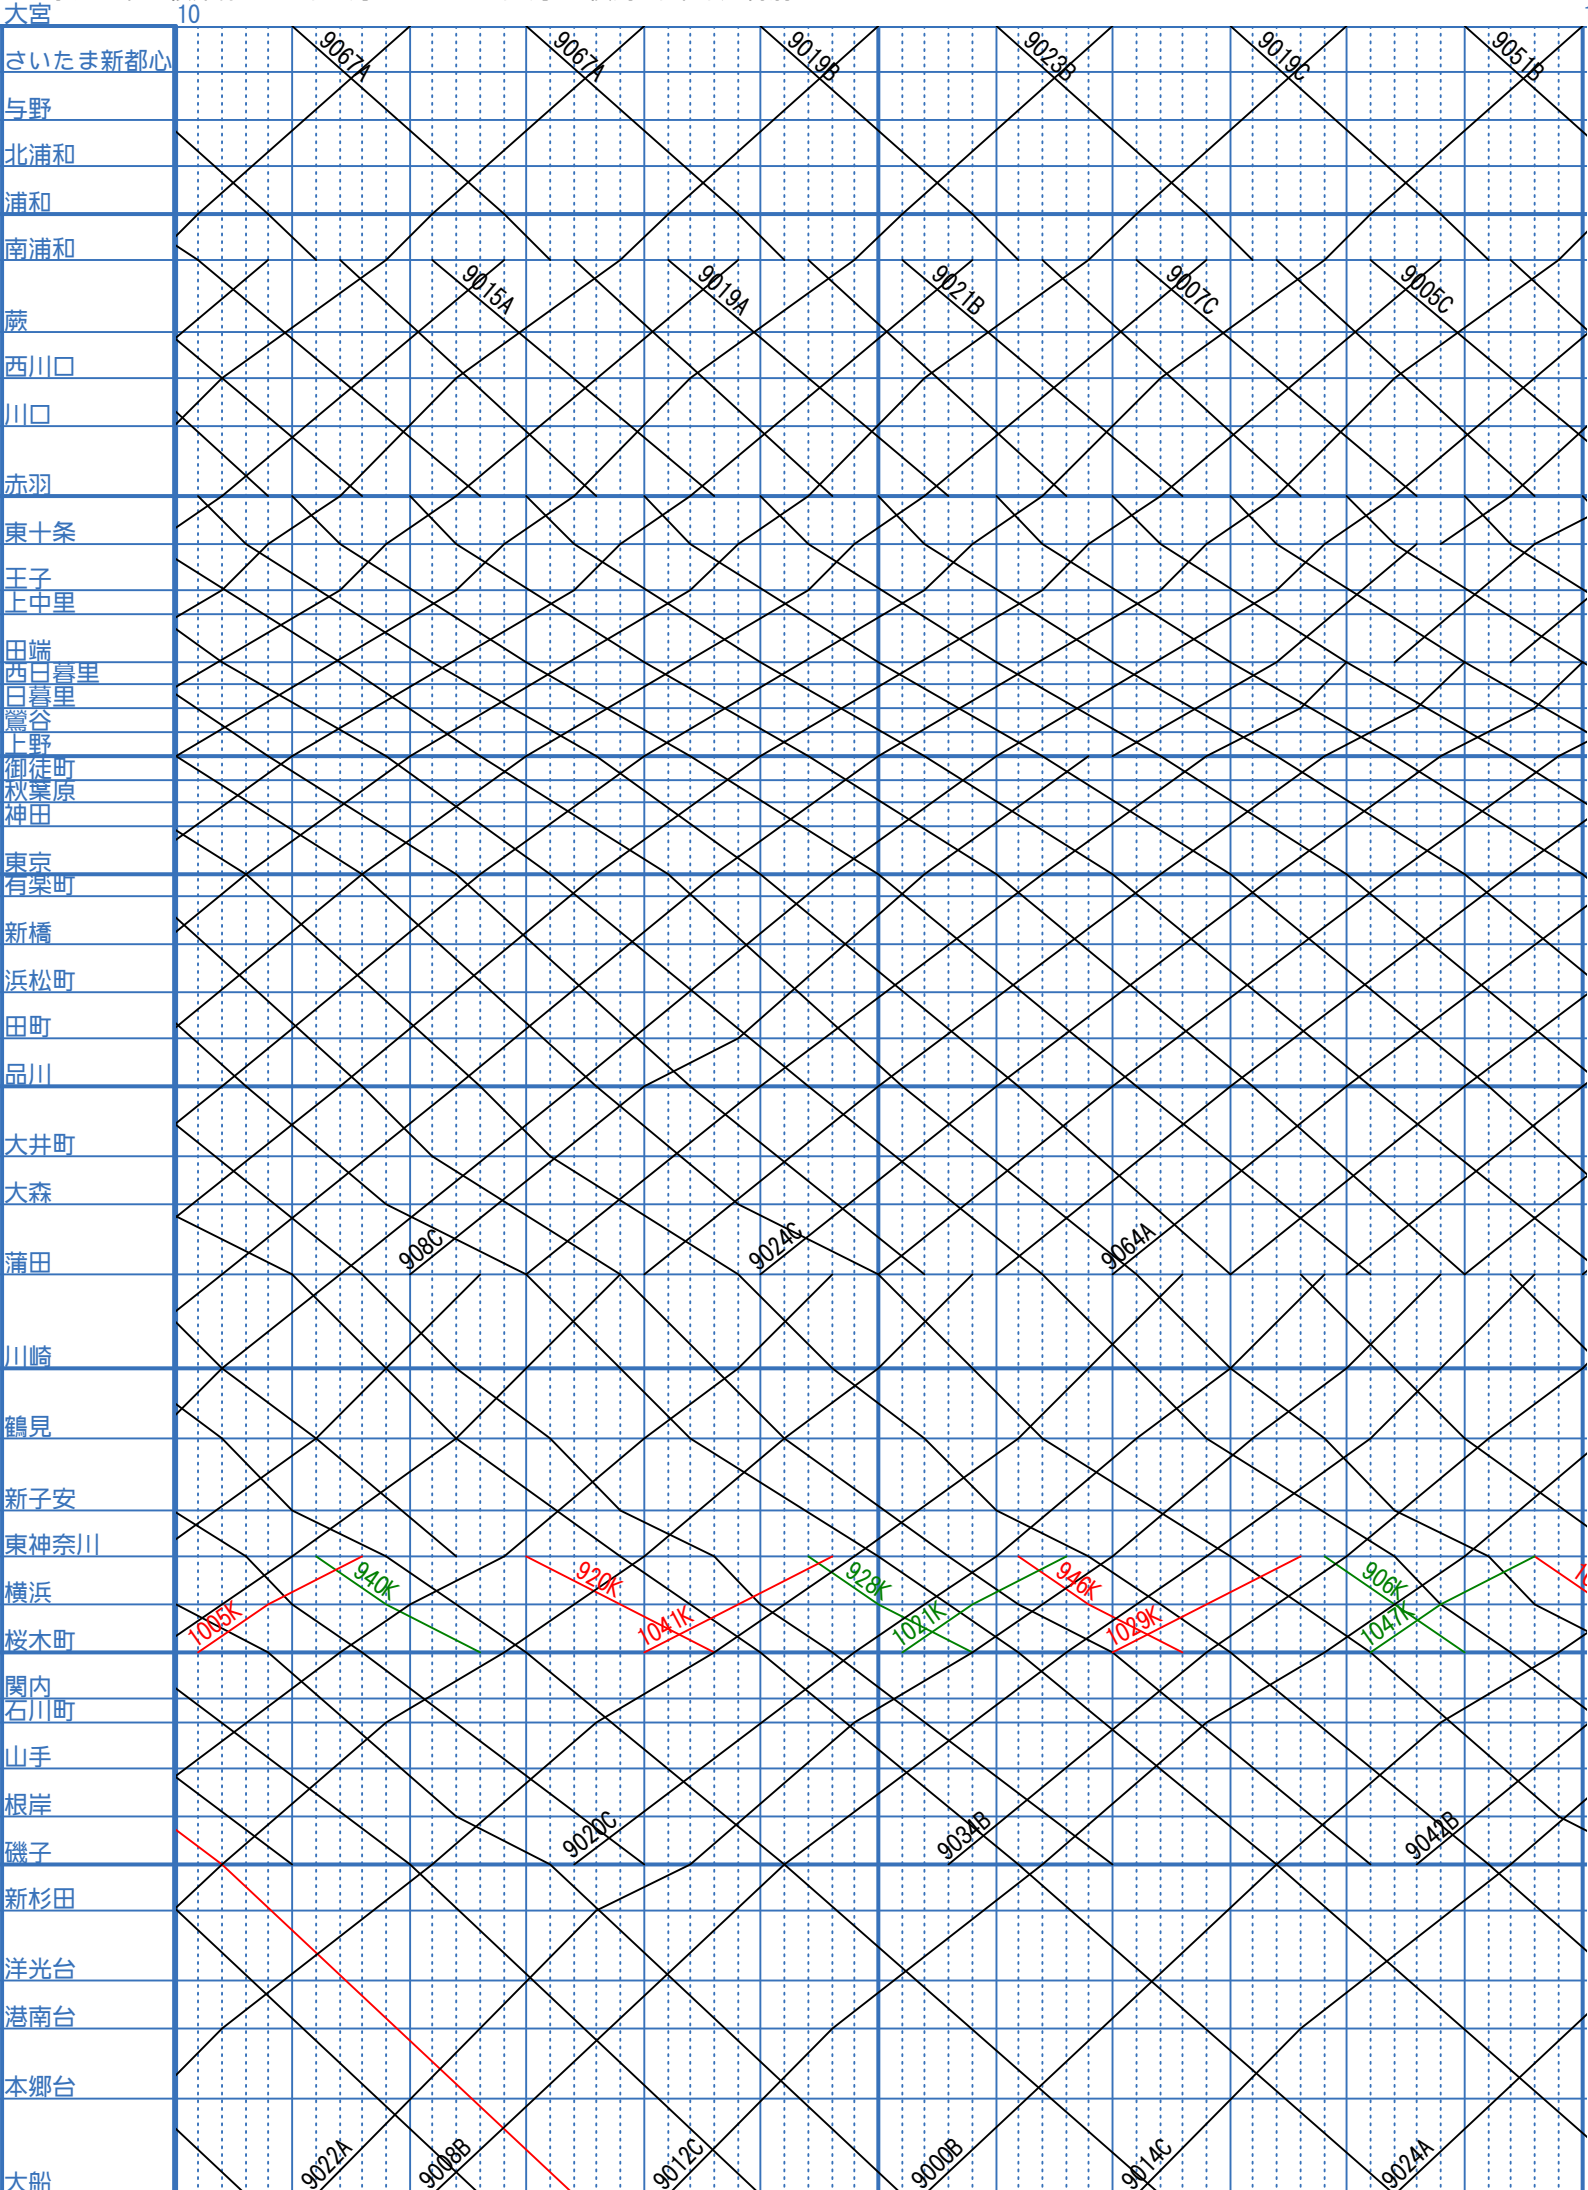 大宮
10
さいたま新都心
9067A
9067A
9019B
9023B
9019C
9051B
与野
北浦和
浦和
南浦和
9015A
9019A
9021B
9007C
9005C
蕨
西川口
川口
赤羽
東十条
王子
上中里
田端
西日暮里
日暮里
鶯谷
上野
御徒町
秋葉原
神田
東京
有楽町
新橋
浜松町
田町
品川
大井町
大森
蒲田
908C
9024C
9064A
川崎
鶴見
新子安
東神奈川
940K
920K
928K
946K
906K
横浜
1005K
1041K
1021K
1029K
1047K
桜木町
関内
石川町
山手
根岸
磯子
9020C
9034B
9042B
新杉田
洋光台
港南台
本郷台
大船
9022A
9008B
9012C
9000B
9014C
9024A